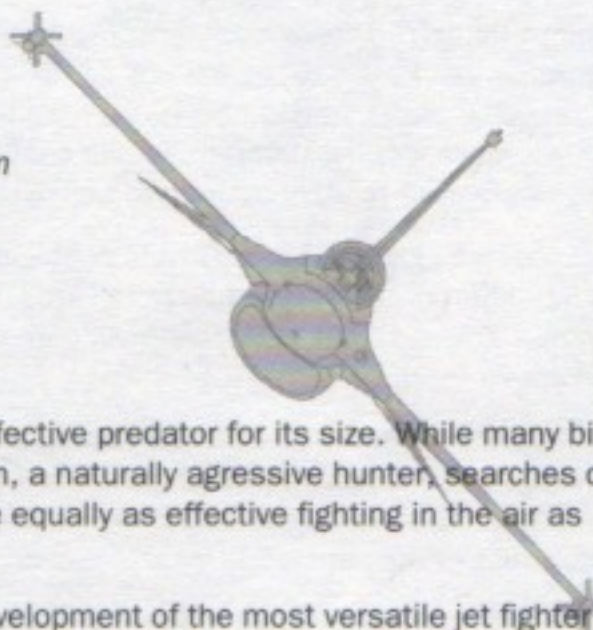 fective predator for its size. While many bi
, a naturally agressive hunter, searches
equally as effective fighting in the air as
velopment of the most versatile jet fighter